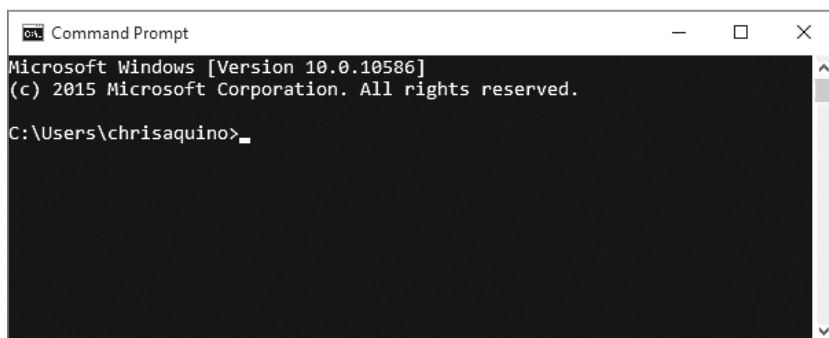 Command Prompt
Microsoft Windows [Version 10.0.10586]
(c) 2015 Microsoft Corporation. All rights reserved.
C:\Users\chrisaquino>_